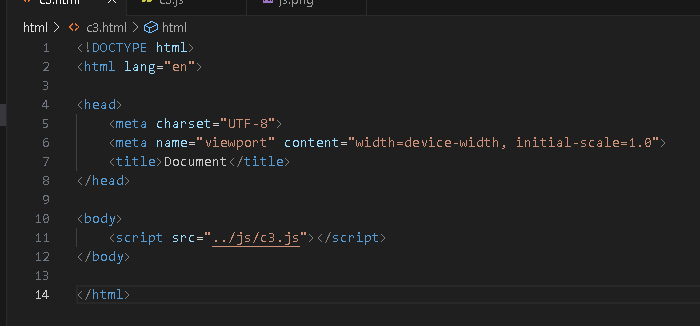 c3.html
c3.js
js.png
html > c3.html > html
1 <!DOCTYPE html>
2 <html lang="en">
3
4 <head>
5 <meta charset="UTF-8">
6 <meta name="viewport" content="width=device-width, initial-scale=1.0">
7 <title>Document</title>
8 </head>
9
10 <body>
11 <script src="../js/c3.js"></script>
12 </body>
13
14 </html>